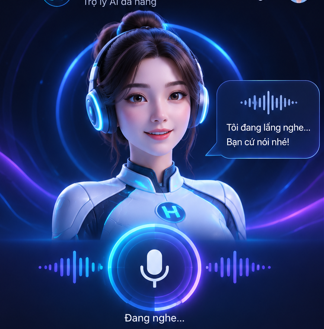 Trợ lý AI đa năng
Tôi đang lắng nghe...
Bạn cứ nói nhé!
H
Đang nghe...